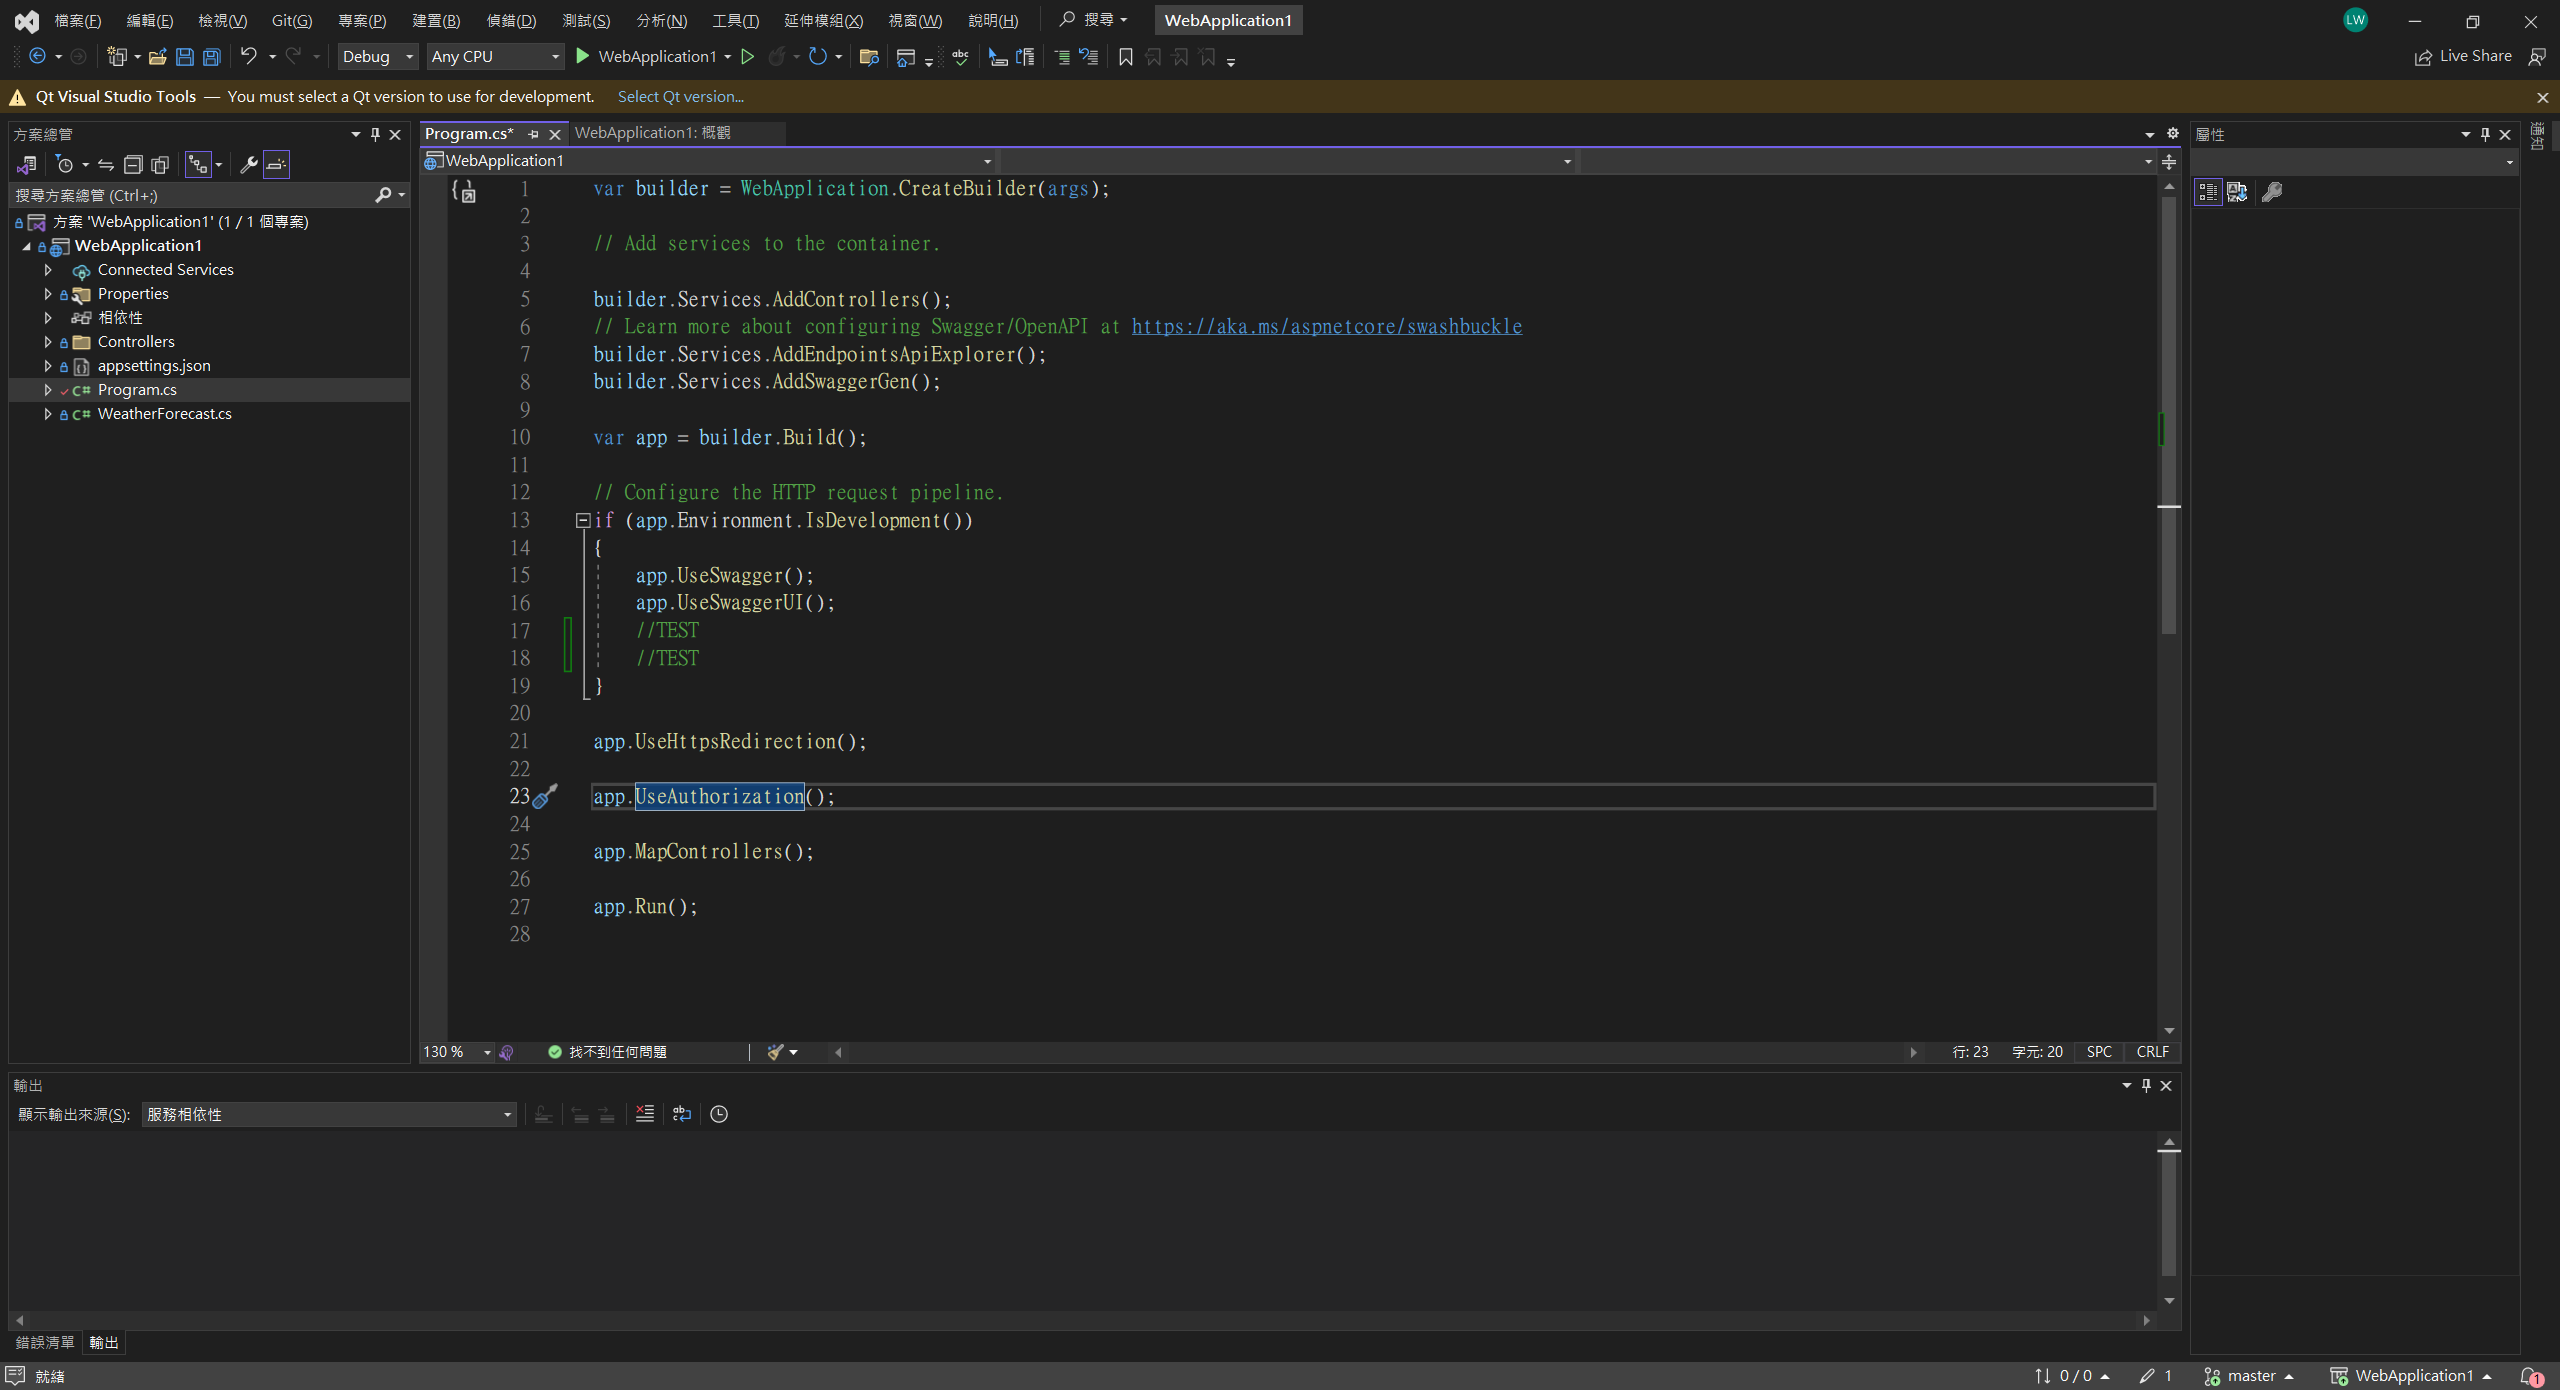 檔案(F) 編輯(E) 檢視(V) Git(G) 專案(P) 建置(B) 偵錯(D) 測試(S) 分析(N) 工具(T) 延伸模組(X) 視窗(W) 說明(H) 搜尋 WebApplication1 LW
Debug Any CPU WebApplication1 Live Share
Qt Visual Studio Tools — You must select a Qt version to use for development. Select Qt version...
方案總管
搜尋方案總管 (Ctrl+;)
方案 'WebApplication1' (1 / 1 個專案)
WebApplication1
Connected Services
Properties
相依性
Controllers
appsettings.json
C# Program.cs
C# WeatherForecast.cs
Program.cs* WebApplication1: 概觀
WebApplication1
1 var builder = WebApplication.CreateBuilder(args);
2
3 // Add services to the container.
4
5 builder.Services.AddControllers();
6 // Learn more about configuring Swagger/OpenAPI at https://aka.ms/aspnetcore/swashbuckle
7 builder.Services.AddEndpointsApiExplorer();
8 builder.Services.AddSwaggerGen();
9
10 var app = builder.Build();
11
12 // Configure the HTTP request pipeline.
13 if (app.Environment.IsDevelopment())
14 {
15 app.UseSwagger();
16 app.UseSwaggerUI();
17 //TEST
18 //TEST
19 }
20
21 app.UseHttpsRedirection();
22
23 app.UseAuthorization();
24
25 app.MapControllers();
26
27 app.Run();
28
130 % 找不到任何問題 行: 23 字元: 20 SPC CRLF
屬性
通知
輸出
顯示輸出來源(S): 服務相依性
錯誤清單 輸出
就緒 0 / 0 1 master WebApplication1 1